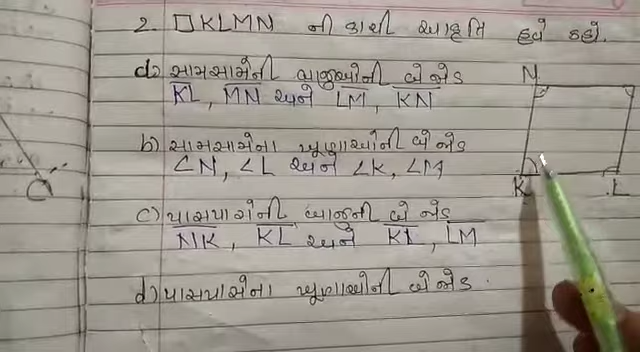 2. □KLMN ની કાચી આકૃતિ હવે કહો.
a) સામસામેની બાજુઓની બે જોડ
KL, MN અને LM, KN
b) સામસામેના ખૂણાઓની બે જોડ
∠N, ∠L અને ∠K, ∠M
c) પાસપાસેની બાજુની બે જોડ
NK, KL અને KL, LM
d) પાસપાસેના ખૂણાઓની બે જોડ.
N
K
L
C